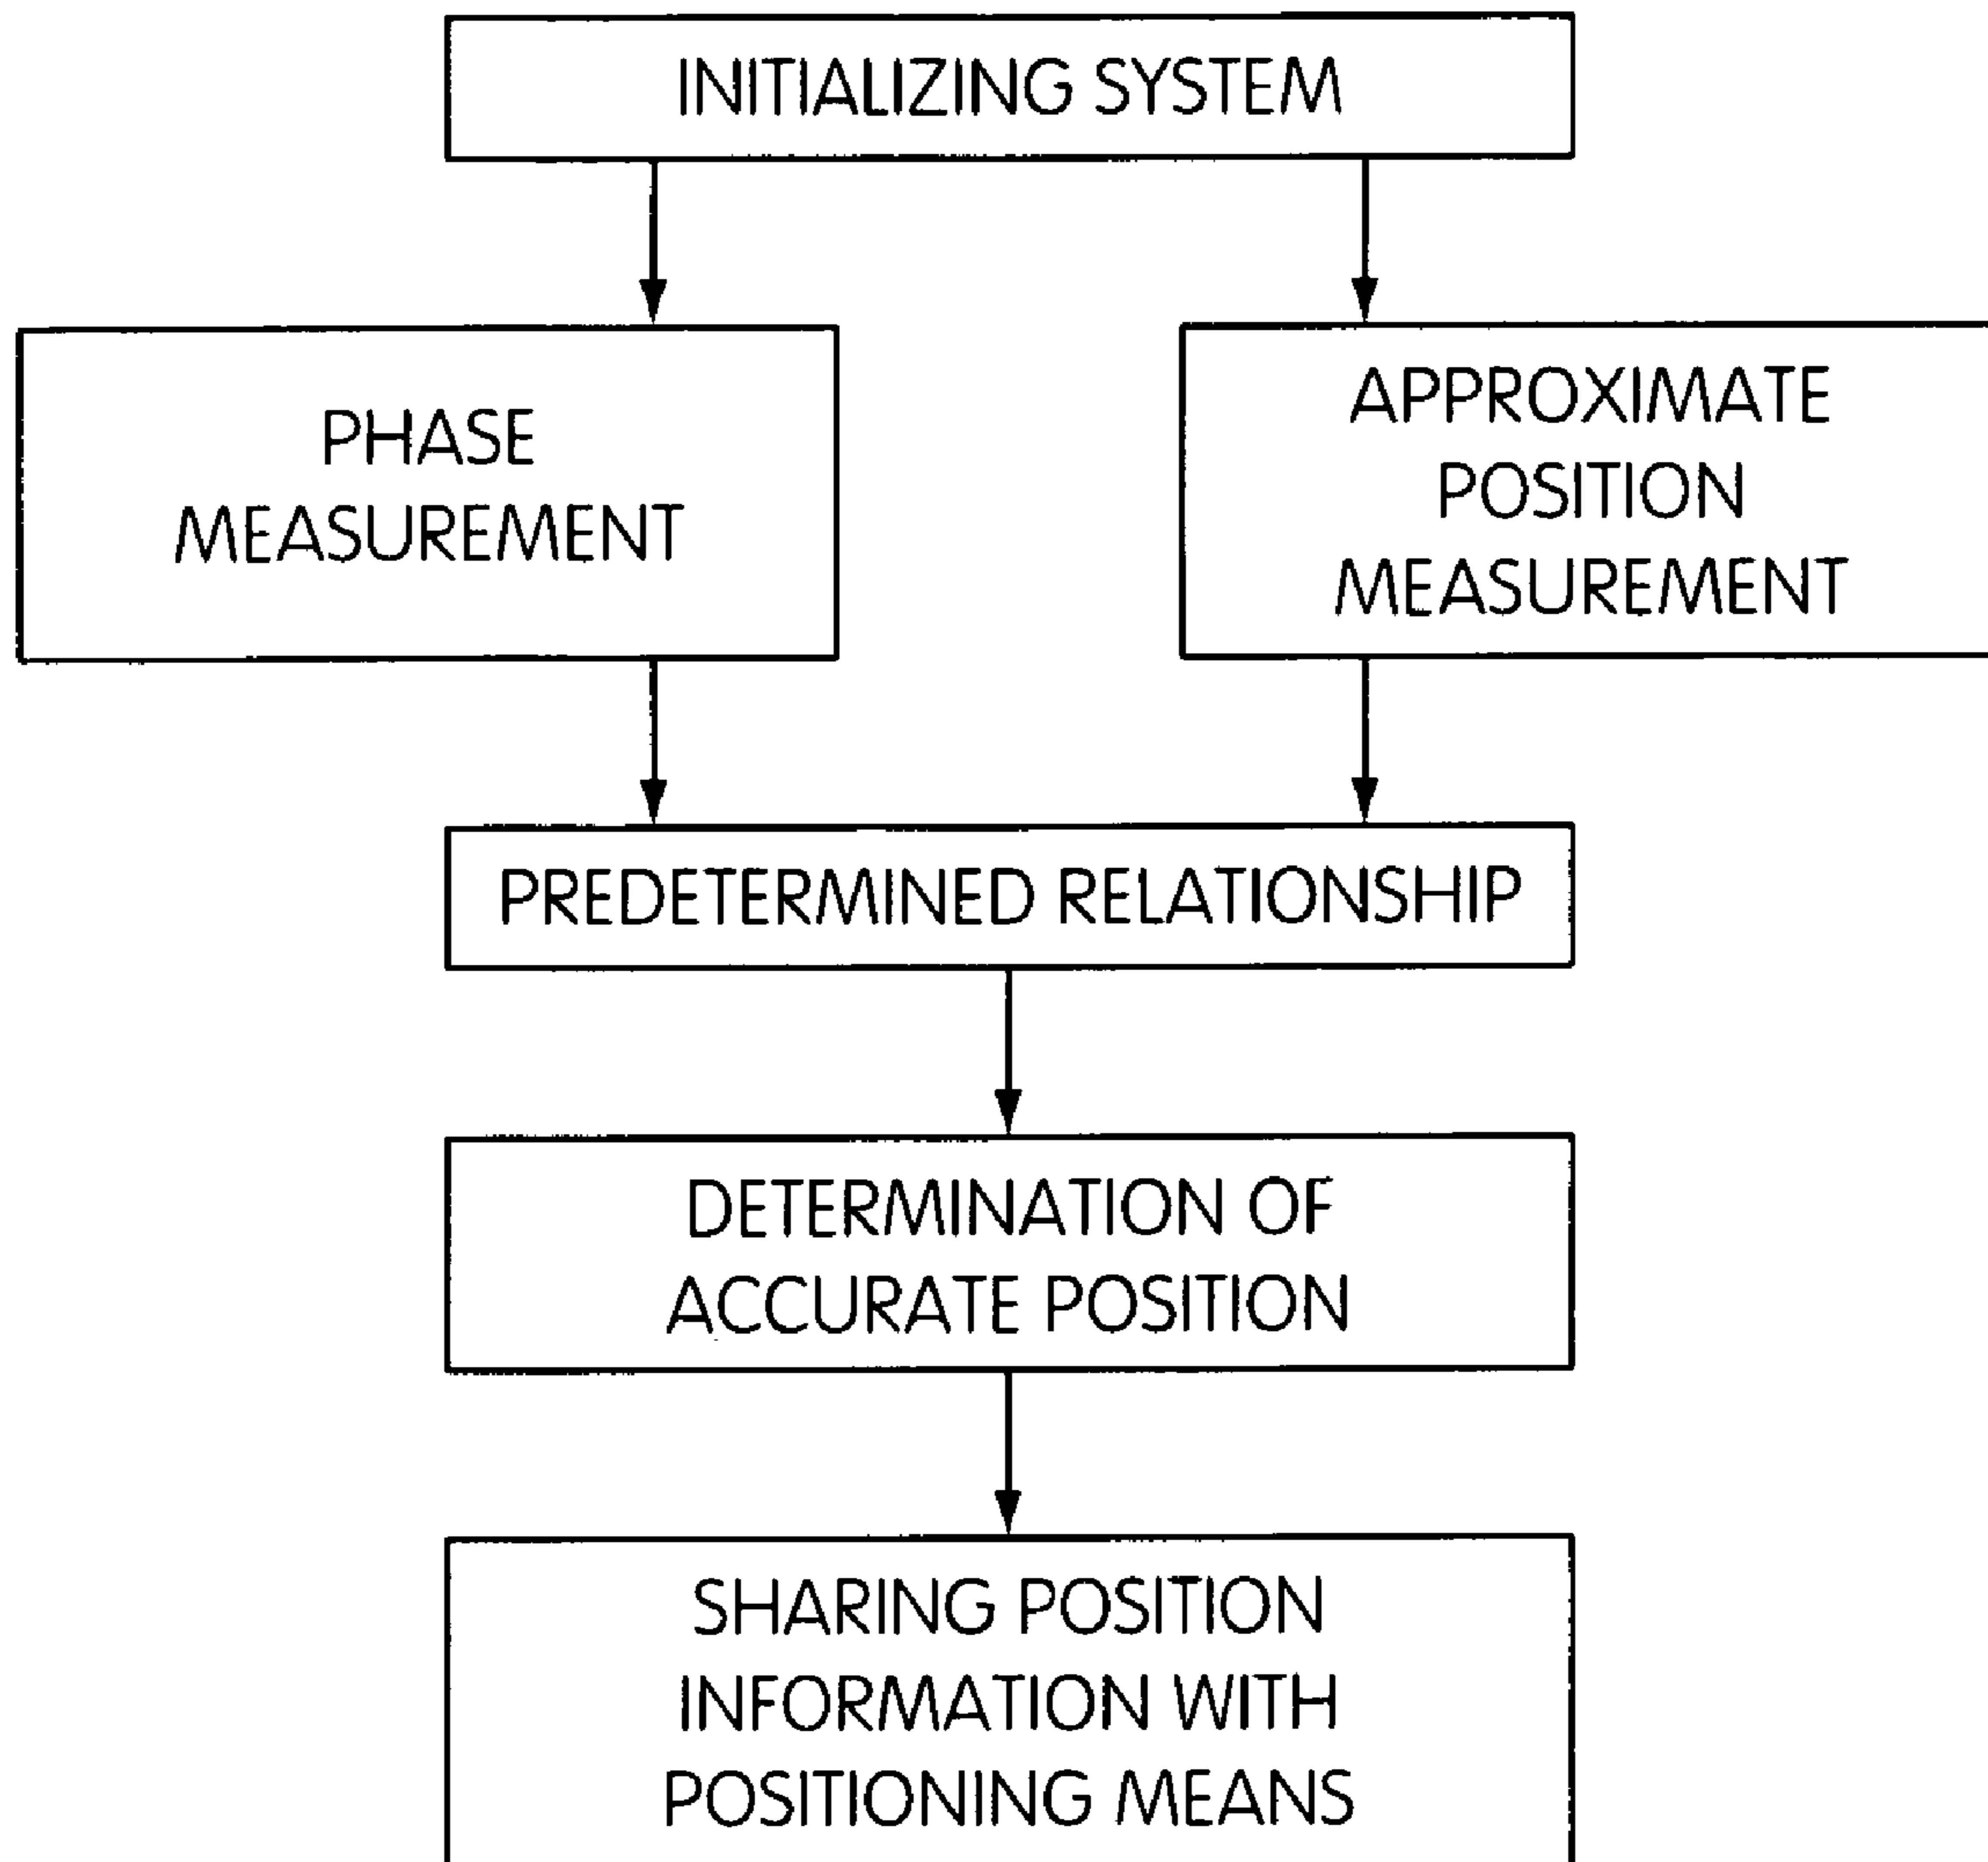 INITIALIZING SYSTEM
PHASE
MEASUREMENT
APPROXIMATE
POSITION
MEASUREMENT
PREDETERMINED RELATIONSHIP
DETERMINATION OF
ACCURATE POSITION
SHARING POSITION
INFORMATION WITH
POSITIONING MEANS